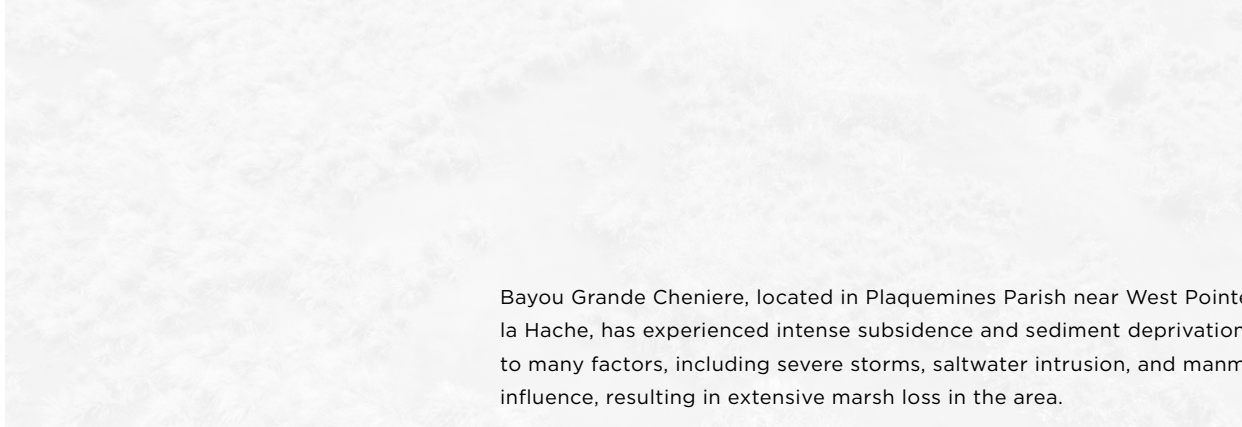 Bayou Grande Cheniere, located in Plaquemines Parish near West Pointe
la Hache, has experienced intense subsidence and sediment deprivation
to many factors, including severe storms, saltwater intrusion, and
influence, resulting in extensive marsh loss in the area.